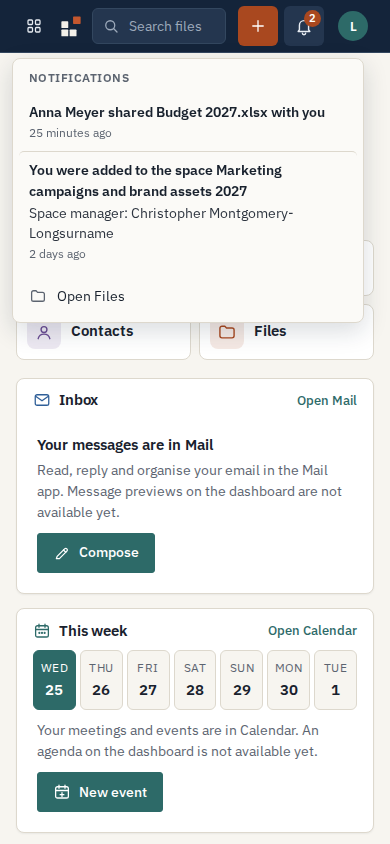 Search files
2
L
NOTIFICATIONS
Anna Meyer shared Budget 2027.xlsx with you
25 minutes ago
You were added to the space Marketing
campaigns and brand assets 2027
Space manager: Christopher Montgomery-
Longsurname
2 days ago
Open Files
Contacts
Files
Inbox
Open Mail
Your messages are in Mail
Read, reply and organise your email in the Mail
app. Message previews on the dashboard are not
available yet.
Compose
This week
Open Calendar
WED THU FRI SAT SUN MON TUE
25 26 27 28 29 30 1
Your meetings and events are in Calendar. An
agenda on the dashboard is not available yet.
New event